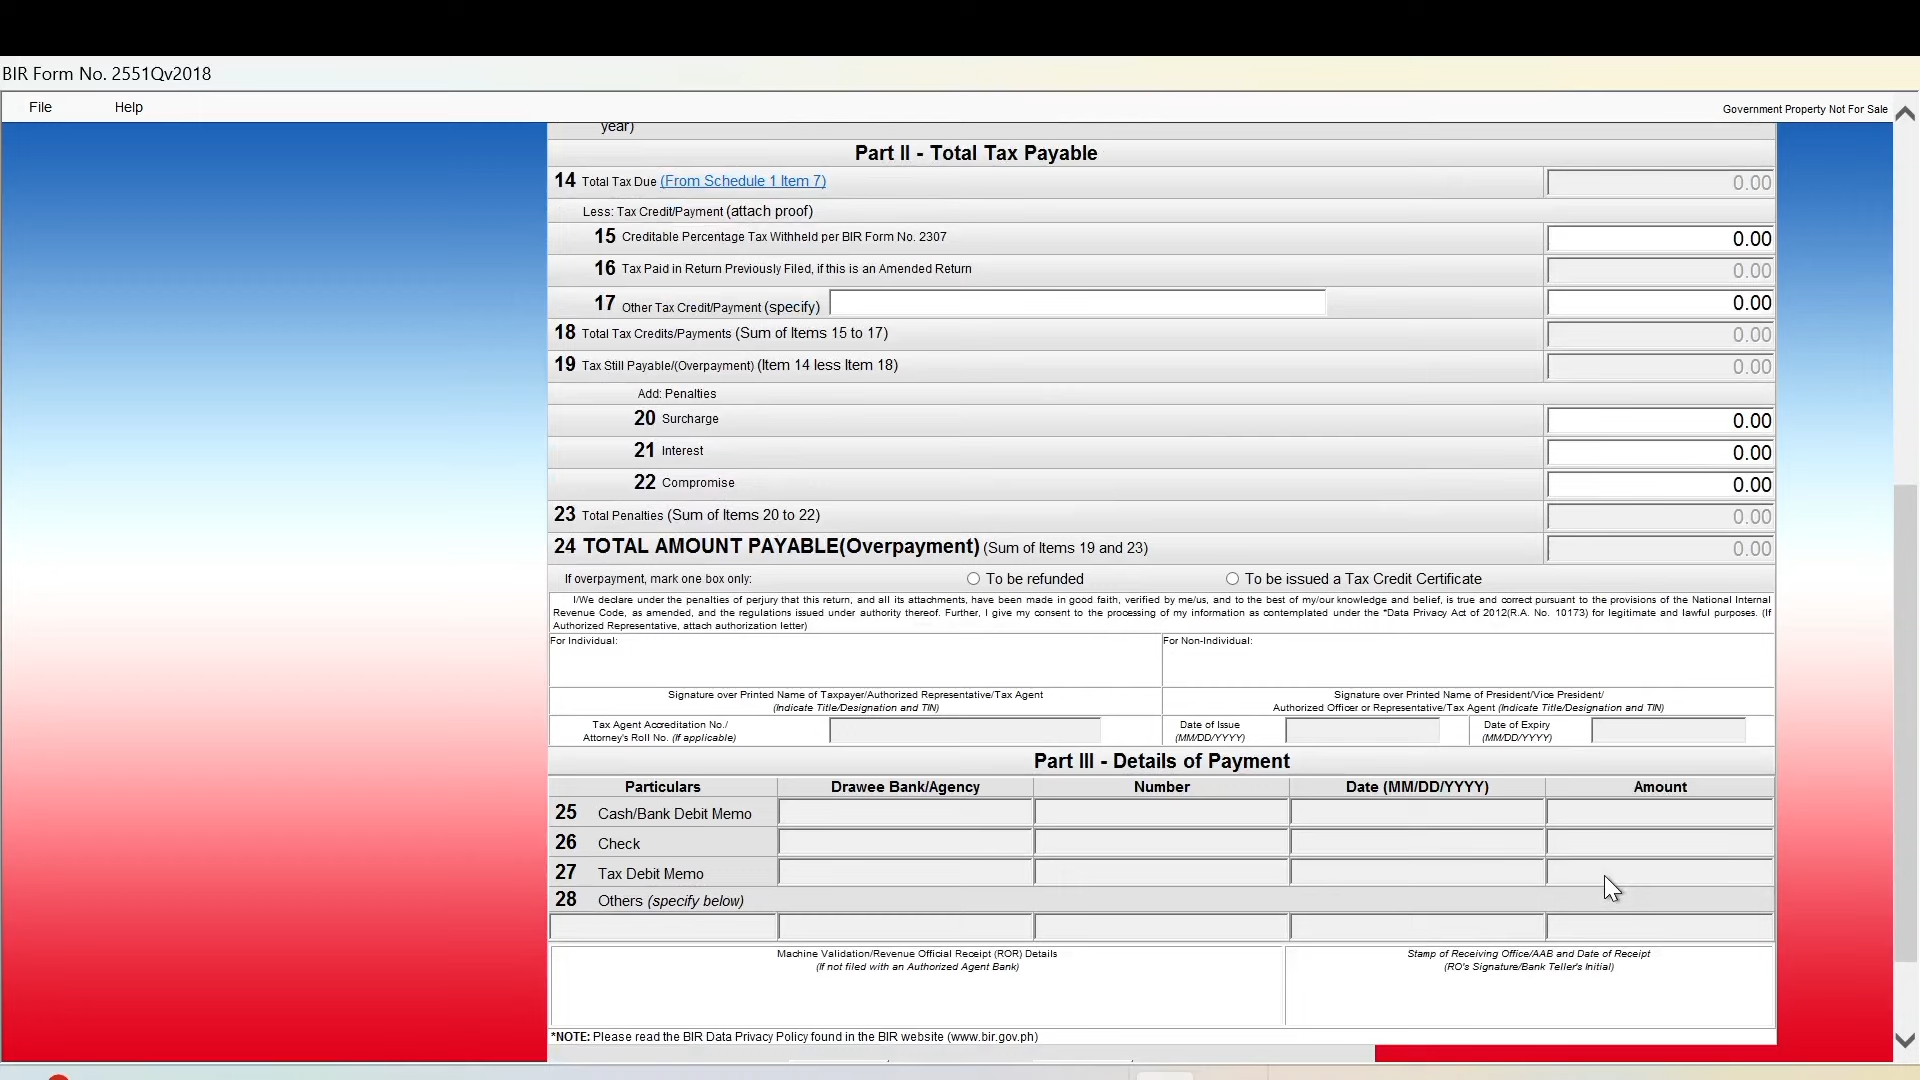 BIR Form No. 2551Qv2018
File Help Government Property Not For Sale
year)
Part II - Total Tax Payable
14 Total Tax Due (From Schedule 1 Item 7) 0.00
Less: Tax Credit/Payment (attach proof)
15 Creditable Percentage Tax Withheld per BIR Form No. 2307 0.00
16 Tax Paid in Return Previously Filed, if this is an Amended Return 0.00
17 Other Tax Credit/Payment (specify) 0.00
18 Total Tax Credits/Payments (Sum of Items 15 to 17) 0.00
19 Tax Still Payable/(Overpayment) (Item 14 less Item 18) 0.00
Add: Penalties
20 Surcharge 0.00
21 Interest 0.00
22 Compromise 0.00
23 Total Penalties (Sum of Items 20 to 22) 0.00
24 TOTAL AMOUNT PAYABLE(Overpayment) (Sum of Items 19 and 23) 0.00
If overpayment, mark one box only: To be refunded To be issued a Tax Credit Certificate
I/We declare under the penalties of perjury that this return, and all its attachments, have been made in good faith, verified by me/us, and to the best of my/our knowledge and belief, is true and correct pursuant to the provisions of the National Internal
Revenue Code, as amended, and the regulations issued under authority thereof. Further, I give my consent to the processing of my information as contemplated under the *Data Privacy Act of 2012(R.A. No. 10173) for legitimate and lawful purposes. (If
Authorized Representative, attach authorization letter)
For Individual: For Non-Individual:
Signature over Printed Name of Taxpayer/Authorized Representative/Tax Agent Signature over Printed Name of President/Vice President/
(Indicate Title/Designation and TIN) Authorized Officer or Representative/Tax Agent (Indicate Title/Designation and TIN)
Tax Agent Accreditation No./ Date of Issue Date of Expiry
Attorney's Roll No. (If applicable) (MM/DD/YYYY) (MM/DD/YYYY)
Part III - Details of Payment
Particulars Drawee Bank/Agency Number Date (MM/DD/YYYY) Amount
25 Cash/Bank Debit Memo
26 Check
27 Tax Debit Memo
28 Others (specify below)
Machine Validation/Revenue Official Receipt (ROR) Details Stamp of Receiving Office/AAB and Date of Receipt
(If not filed with an Authorized Agent Bank) (RO's Signature/Bank Teller's Initial)
*NOTE: Please read the BIR Data Privacy Policy found in the BIR website (www.bir.gov.ph)